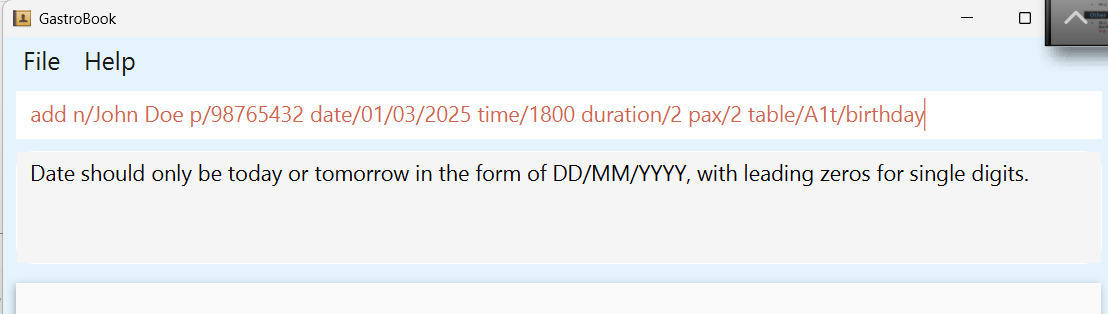 GastroBook
File Help
add n/John Doe p/98765432 date/01/03/2025 time/1800 duration/2 pax/2 table/A1t/birthday
Date should only be today or tomorrow in the form of DD/MM/YYYY, with leading zeros for single digits.